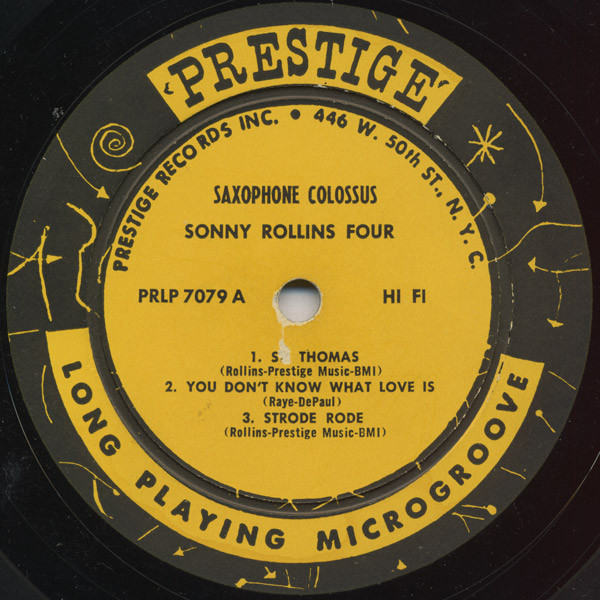 PRESTIGE
PRESTIGE RECORDS INC. • 446 W. 50th ST., N.Y.C.
SAXOPHONE COLOSSUS
SONNY ROLLINS FOUR
PRLP 7079 A HI FI
1. S THOMAS
(Rollins-Prestige Music-BMI)
2. YOU DON'T KNOW WHAT LOVE IS
(Raye-DePaul)
3. STRODE RODE
(Rollins-Prestige Music-BMI)
LONG PLAYING MICROGROOVE